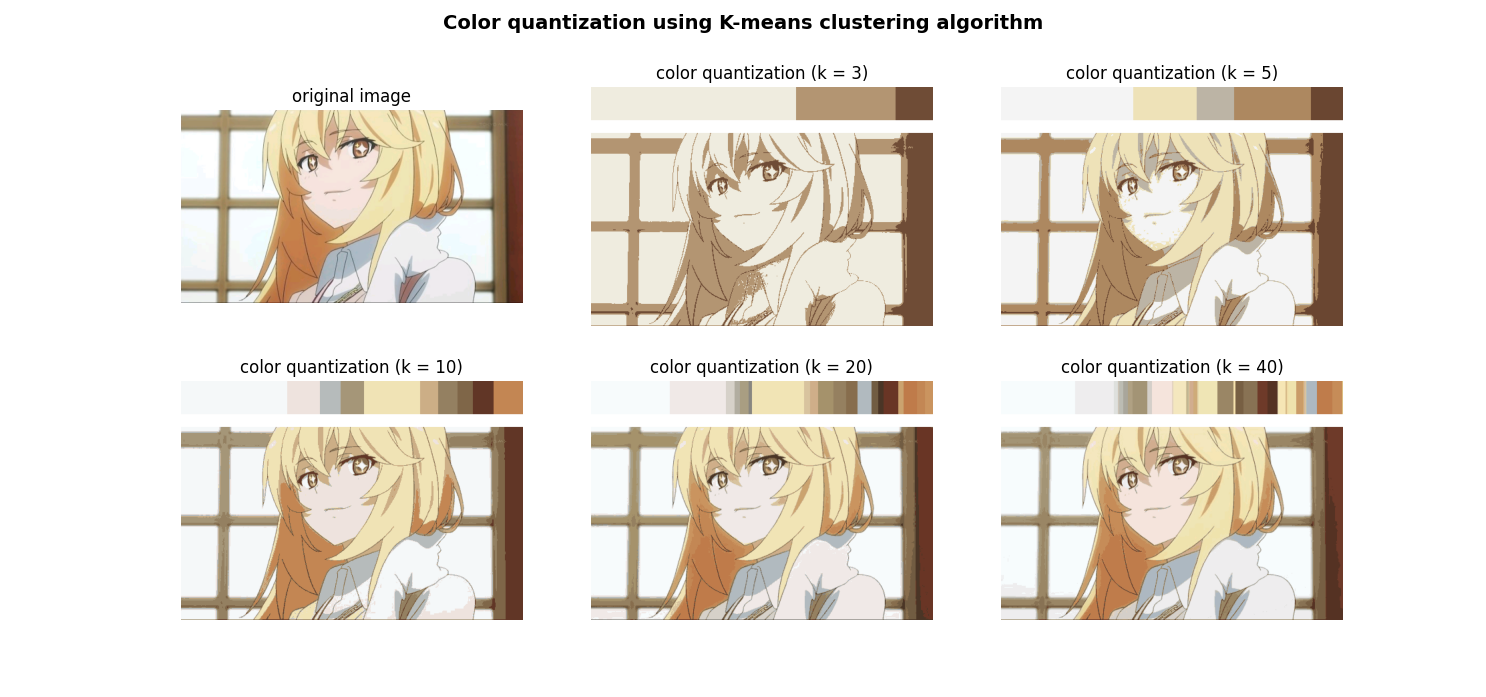 Color quantization using K-means clustering algorithm
original image
color quantization (k = 3)
color quantization (k = 5)
color quantization (k = 10)
color quantization (k = 20)
color quantization (k = 40)